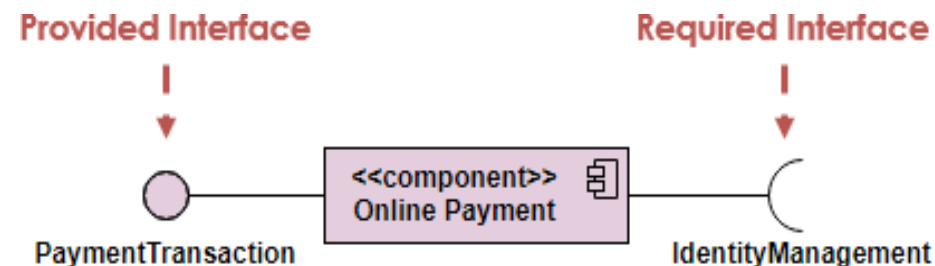 Provided Interface
Required Interface
<<component>>
Online Payment
PaymentTransaction
IdentityManagement